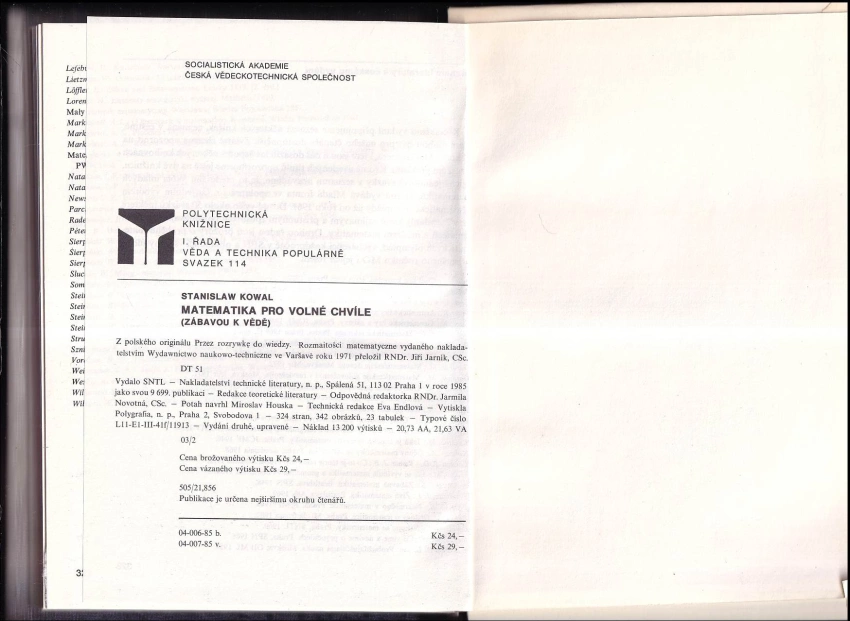 SOCIALISTICKÁ AKADEMIE
ČESKÁ VĚDECKOTECHNICKÁ SPOLEČNOST
POLYTECHNICKÁ
KNIŽNICE
I. ŘADA
VĚDA A TECHNIKA POPULÁRNĚ
SVAZEK 114
STANISLAW KOWAL
MATEMATIKA PRO VOLNÉ CHVÍLE
(ZÁBAVOU K VĚDĚ)
Z polského originálu Przez rozrywkę do wiedzy. Rozmaitości matematyczne vydaného naklada-
telstvím Wydawnictwo naukowo-techniczne ve Varšavě roku 1971 přeložil RNDr. Jiří Jarník, CSc.
DT 51
Vydalo SNTL — Nakladatelství technické literatury, n. p., Spálená 51, 113 02 Praha 1 v roce 1985
jako svou 9 699. publikaci — Redakce teoretické literatury — Odpovědná redaktorka RNDr. Jarmila
Novotná, CSc. — Potah navrhl Miroslav Houska — Technická redakce Eva Endlová — Vytiskla
Polygrafia, n. p., Praha 2, Svobodova 1 — 324 stran, 342 obrázků, 23 tabulek — Typové číslo
L11-E1-III-41f/11913 — Vydání druhé, upravené — Náklad 13 200 výtisků — 20,73 AA, 21,63 VA
03/2
Cena brožovaného výtisku Kčs 24,—
Cena vázaného výtisku Kčs 29,—
505/21,856
Publikace je určena nejširšímu okruhu čtenářů.
04-006-85 b. Kčs 24,—
04-007-85 v. Kčs 29,—